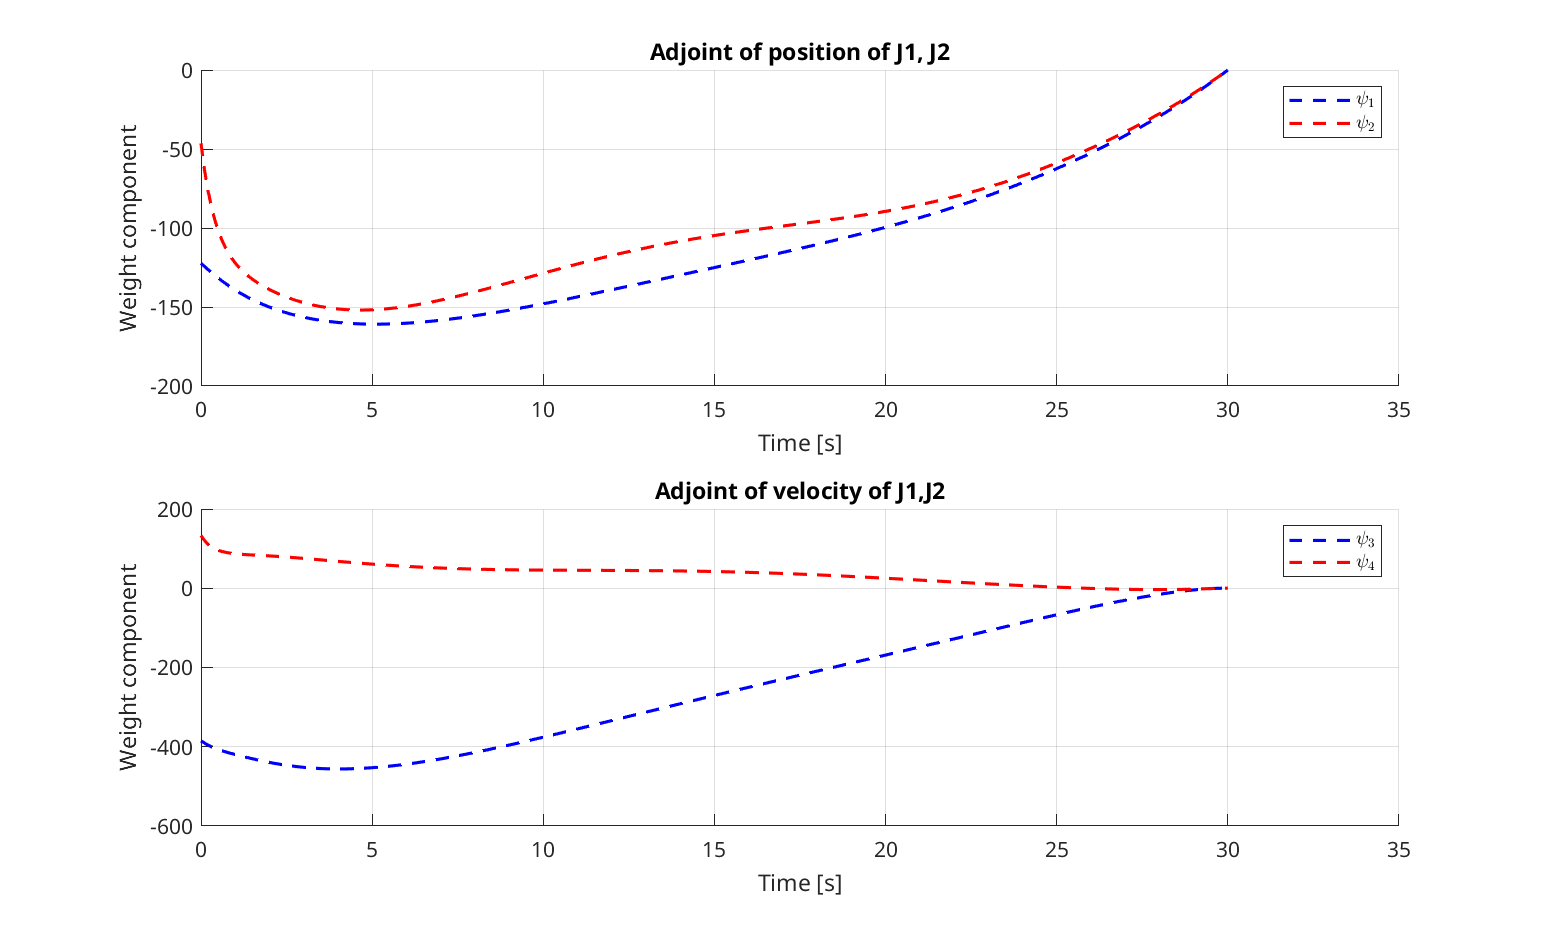 Adjoint of position of J1, J2
Weight component
0
-50
-100
-150
-200
ψ1
ψ2
0 5 10 15 20 25 30 35
Time [s]
Adjoint of velocity of J1,J2
Weight component
200
0
-200
-400
-600
ψ3
ψ4
0 5 10 15 20 25 30 35
Time [s]